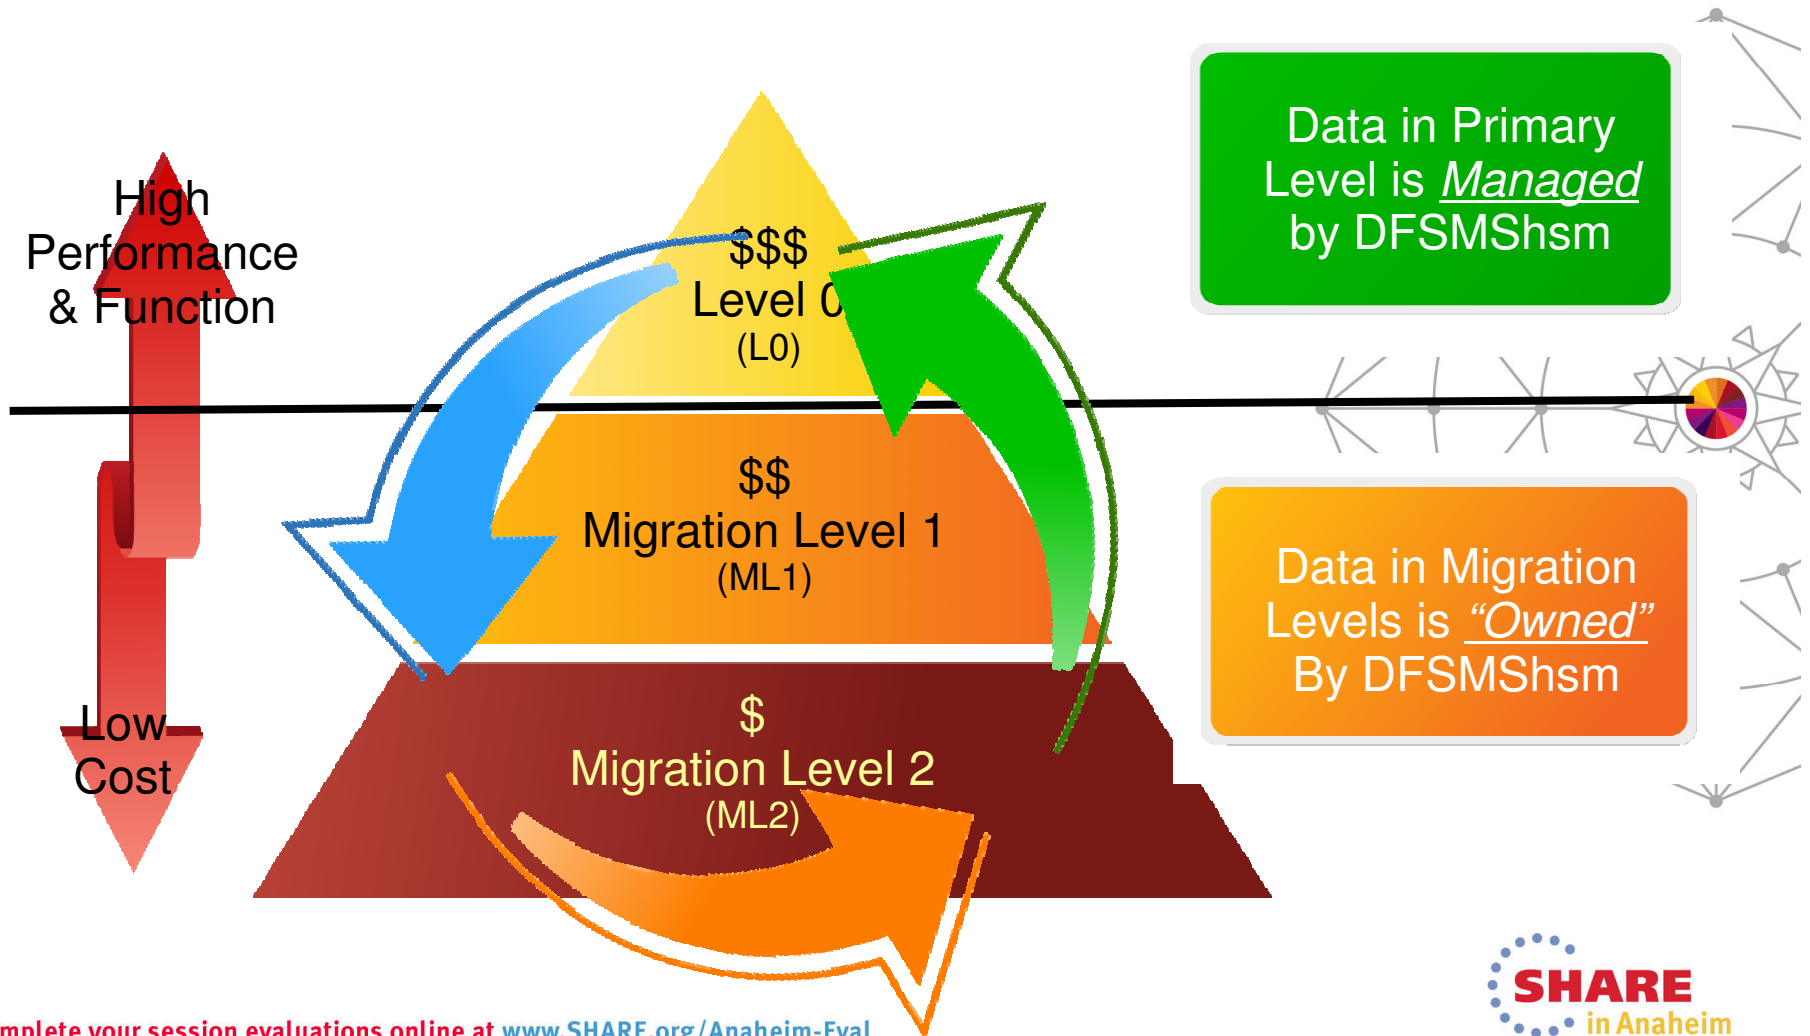 High
Performance
& Function
Low
Cost
$$$
Level 0
(L0)
$$
Migration Level 1
(ML1)
$
Migration Level 2
(ML2)
Data in Primary
Level is Managed
by DFSMShsm
Data in Migration
Levels is “Owned”
By DFSMShsm
mplete your session evaluations online at www.SHARE.org/Anaheim-Eval
SHARE
in Anaheim